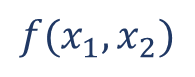 f(x₁, x₂)